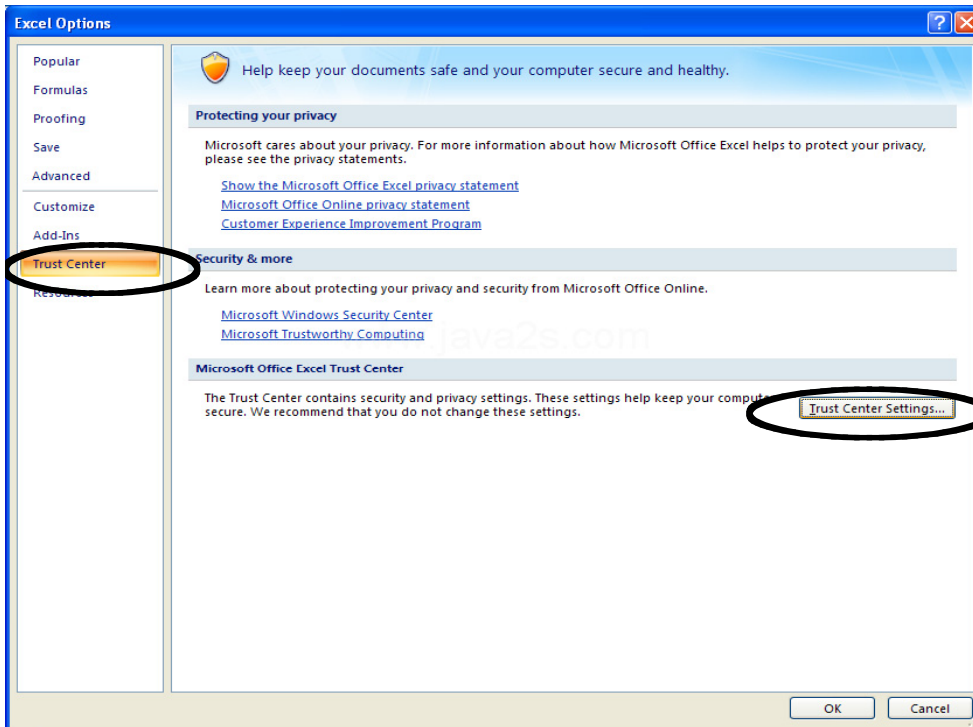 Excel Options
?
Popular
Formulas
Proofing
Save
Advanced
Customize
Add-Ins
Trust Center
Resources
Help keep your documents safe and your computer secure and healthy.
Protecting your privacy
Microsoft cares about your privacy. For more information about how Microsoft Office Excel helps to protect your privacy,
please see the privacy statements.
Show the Microsoft Office Excel privacy statement
Microsoft Office Online privacy statement
Customer Experience Improvement Program
Security & more
Learn more about protecting your privacy and security from Microsoft Office Online.
Microsoft Windows Security Center
Microsoft Trustworthy Computing
java2s.com
Microsoft Office Excel Trust Center
The Trust Center contains security and privacy settings. These settings help keep your compute
secure. We recommend that you do not change these settings.
Trust Center Settings...
OK
Cancel